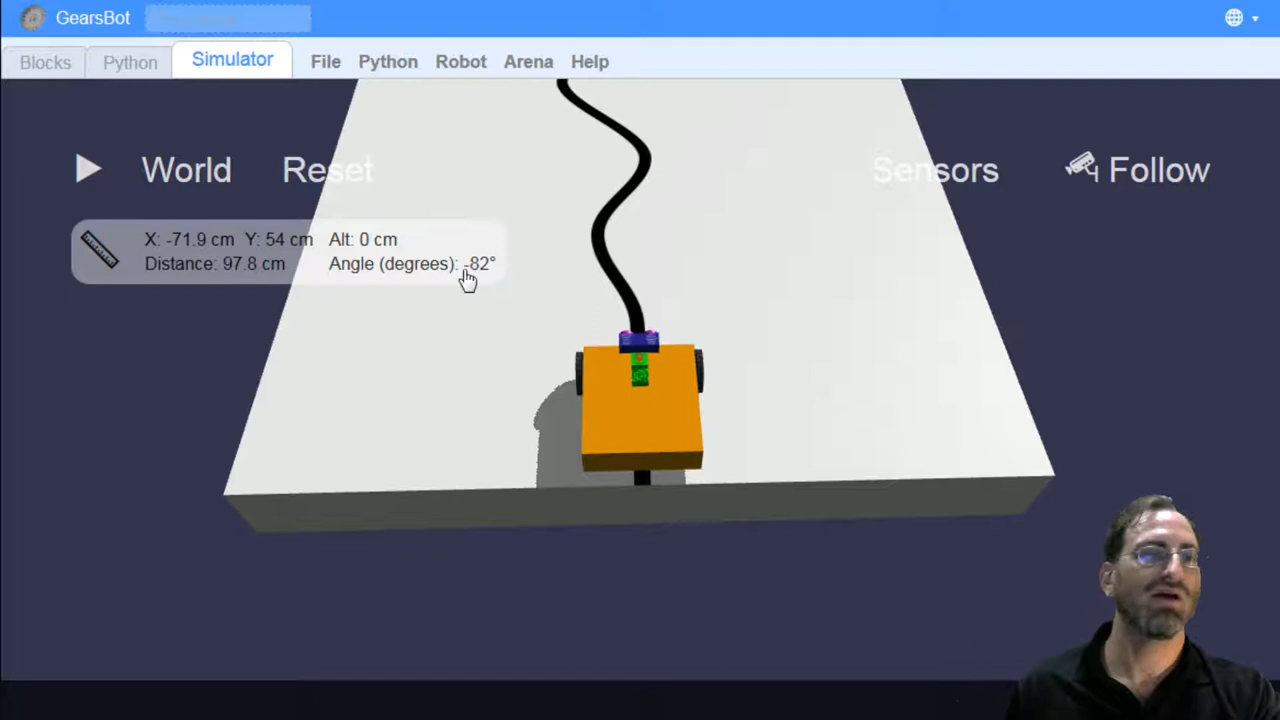 GearsBot
Blocks Python Simulator File Python Robot Arena Help
World Reset Sensors Follow
X: -71.9 cm Y: 54 cm Alt: 0 cm
Distance: 97.8 cm Angle (degrees): -82°